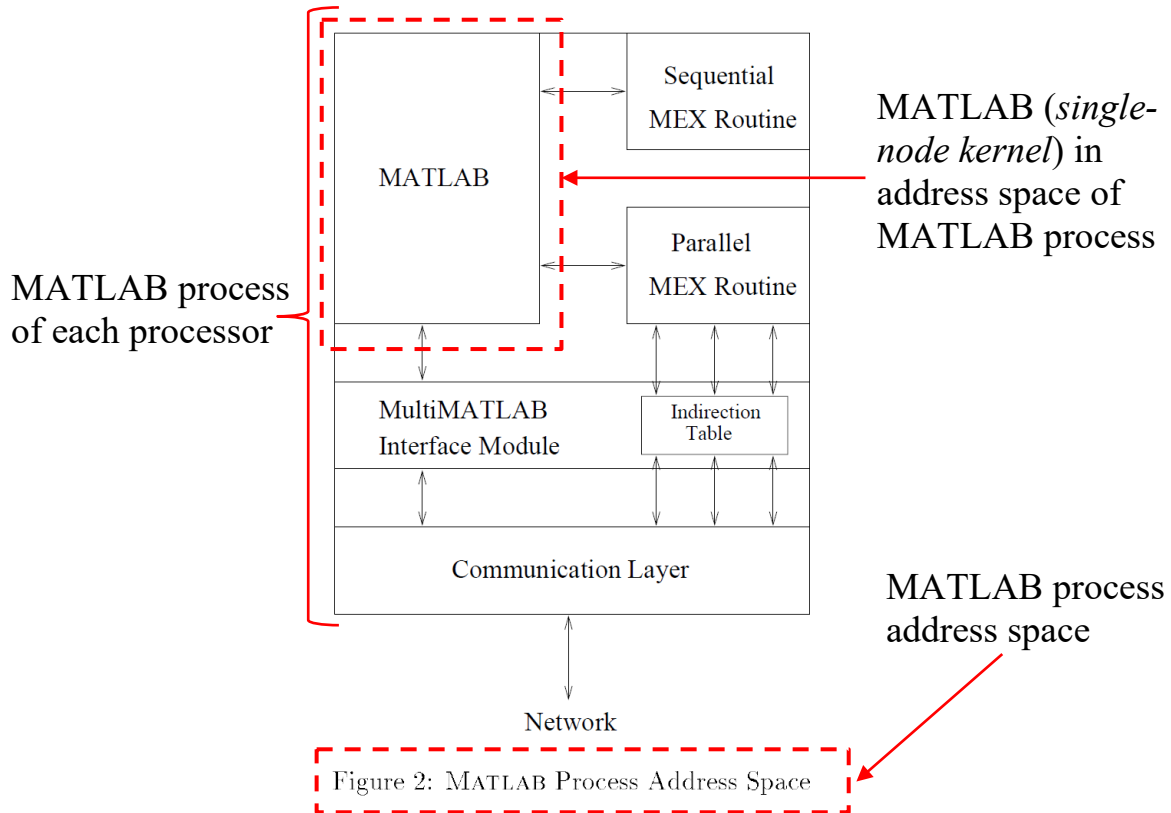 Sequential
MEX Routine
MATLAB
Parallel
MEX Routine
MATLAB (single-
node kernel) in
address space of
MATLAB process
MATLAB process
of each processor
MultiMATLAB
Interface Module
Indirection
Table
Communication Layer
MATLAB process
address space
Network
Figure 2: MATLAB Process Address Space